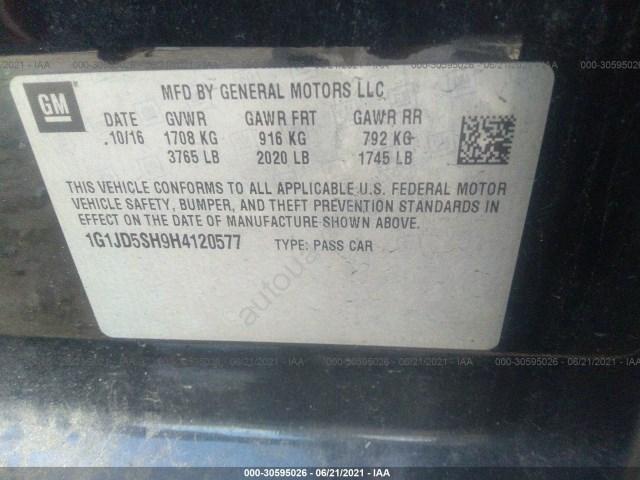 000-30595026 - 06/21/2021 - IAA
GM
MFD BY GENERAL MOTORS LLC
DATE GVWR GAWR FRT GAWR RR
10/16 1708 KG 916 KG 792 KG
3765 LB 2020 LB 1745 LB
THIS VEHICLE CONFORMS TO ALL APPLICABLE U.S. FEDERAL MOTOR
VEHICLE SAFETY, BUMPER, AND THEFT PREVENTION STANDARDS IN
EFFECT ON THE DATE OF MANUFACTURE SHOWN ABOVE.
1G1JD5SH9H4120577 TYPE: PASS CAR
000-30595026 - 06/21/2021 - IAA
000-30595026 - 06/21/2021 - IAA